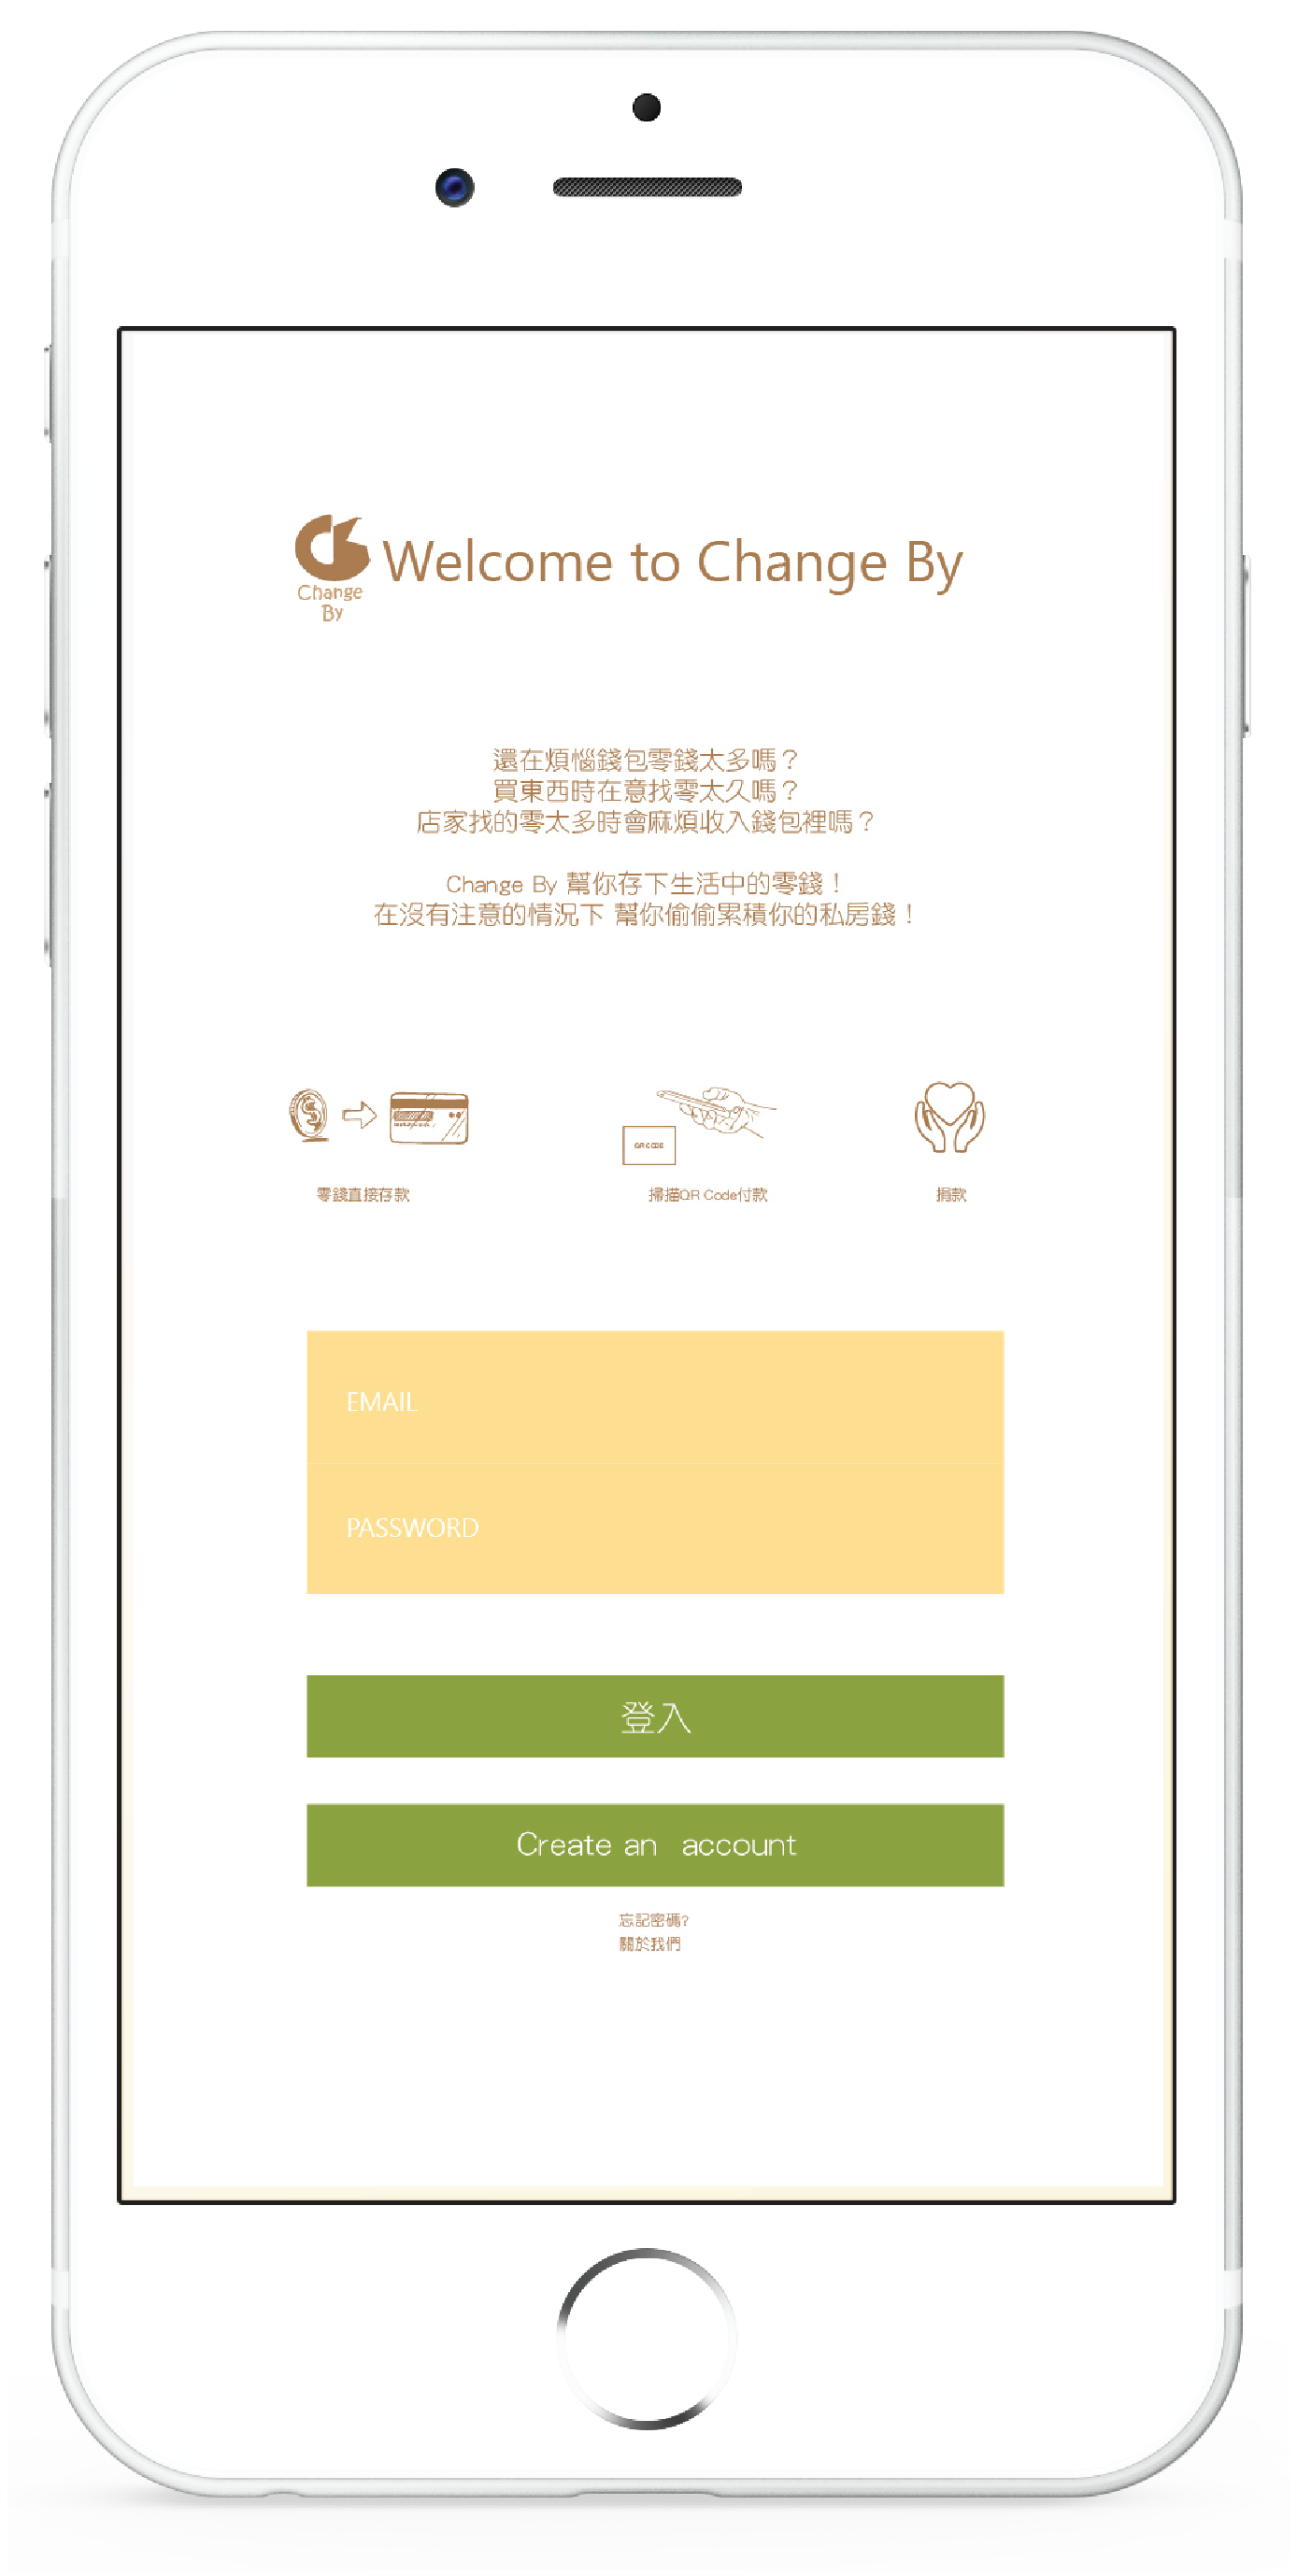 Welcome to Change By
Change
By
還在煩惱錢包零錢太多嗎？
買東西時在意找零太久嗎？
店家找的零太多時會麻煩收入錢包裡嗎？
Change By 幫你存下生活中的零錢！
在沒有注意的情況下 幫你偷偷累積你的私房錢！
QR CODE
零錢直接存款
掃描QR Code付款
捐款
EMAIL
PASSWORD
登入
Create an account
忘記密碼?
關於我們